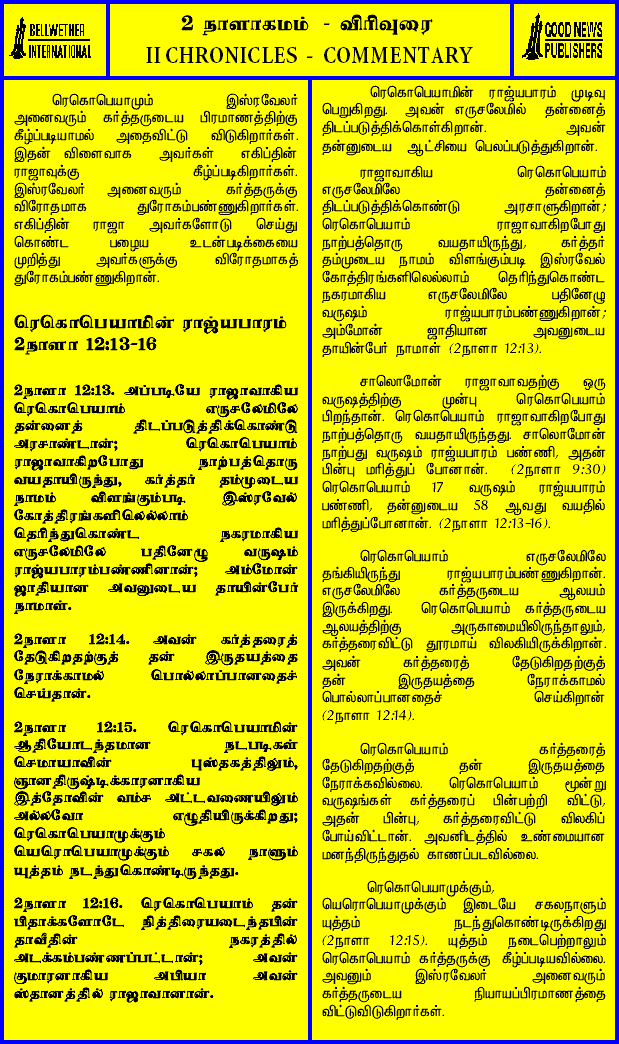 BELLWETHER
INTERNATIONAL
2 நாளாகமம் - விரிவுரை
II CHRONICLES - COMMENTARY
GOOD NEWS
PUBLISHERS
ரெகொபெயாமும் இஸ்ரவேலர்
அனைவரும் கர்த்தருடைய பிரமாணத்திற்கு
கீழ்ப்படியாமல் அதைவிட்டு விடுகிறார்கள்.
இதன் விளைவாக அவர்கள் எகிப்தின்
ராஜாவுக்கு கீழ்ப்படிகிறார்கள்.
இஸ்ரவேலர் அனைவரும் கர்த்தருக்கு
விரோதமாக துரோகம்பண்ணுகிறார்கள்.
எகிப்தின் ராஜா அவர்களோடு செய்து
கொண்ட பழைய உடன்படிக்கையை
முறித்து அவர்களுக்கு விரோதமாகத்
துரோகம்பண்ணுகிறான்.
ரெகொபெயாமின் ராஜ்யபாரம்
2நாளா 12:13-16
2நாளா 12:13. அப்படியே ராஜாவாகிய
ரெகொபெயாம் எருசலேமிலே
தன்னைத் திடப்படுத்திக்கொண்டு
அரசாண்டான்; ரெகொபெயாம்
ராஜாவாகிறபோது நாற்பத்தொரு
வயதாயிருந்து, கர்த்தர் தம்முடைய
நாமம் விளங்கும்படி இஸ்ரவேல்
கோத்திரங்களிலெல்லாம்
தெரிந்துகொண்ட நகரமாகிய
எருசலேமிலே பதினேழு வருஷம்
ராஜ்யபாரம்பண்ணினான்; அம்மோன்
ஜாதியான அவனுடைய தாயின்பேர்
நாமாள்.
2நாளா 12:14. அவன் கர்த்தரைத்
தேடுகிறதற்குத் தன் இருதயத்தை
நேராக்காமல் பொல்லாப்பானதைச்
செய்தான்.
2நாளா 12:15. ரெகொபெயாமின்
ஆதியோடந்தமான நடபடிகள்
செமாயாவின் புஸ்தகத்திலும்,
ஞானதிருஷ்டிக்காரனாகிய
இத்தோவின் வம்ச அட்டவணையிலும்
அல்லவோ எழுதியிருக்கிறது;
ரெகொபெயாமுக்கும்
யெரொபெயாமுக்கும் சகல நாளும்
யுத்தம் நடந்துகொண்டிருந்தது.
2நாளா 12:16. ரெகொபெயாம் தன்
பிதாக்களோடே நித்திரையடைந்தபின்
தாவீதின் நகரத்தில்
அடக்கம்பண்ணப்பட்டான்; அவன்
குமாரனாகிய அபியா அவன்
ஸ்தானத்தில் ராஜாவானான்.
ரெகொபெயாமின் ராஜ்யபாரம் முடிவு
பெறுகிறது. அவன் எருசலேமில் தன்னைத்
திடப்படுத்திக்கொள்கிறான். அவன்
தன்னுடைய ஆட்சியை பெலப்படுத்துகிறான்.
ராஜாவாகிய ரெகொபெயாம்
எருசலேமிலே தன்னைத்
திடப்படுத்திக்கொண்டு அரசாளுகிறான்;
ரெகொபெயாம் ராஜாவாகிறபோது
நாற்பத்தொரு வயதாயிருந்து, கர்த்தர்
தம்முடைய நாமம் விளங்கும்படி இஸ்ரவேல்
கோத்திரங்களிலெல்லாம் தெரிந்துகொண்ட
நகரமாகிய எருசலேமிலே பதினேழு
வருஷம் ராஜ்யபாரம்பண்ணுகிறான்;
அம்மோன் ஜாதியான அவனுடைய
தாயின்பேர் நாமாள் (2நாளா 12:13).
சாலொமோன் ராஜாவாவதற்கு ஒரு
வருஷத்திற்கு முன்பு ரெகொபெயாம்
பிறந்தான். ரெகொபெயாம் ராஜாவாகிறபோது
நாற்பத்தொரு வயதாயிருந்தது. சாலொமோன்
நாற்பது வருஷம் ராஜ்யபாரம் பண்ணி, அதன்
பின்பு மரித்துப் போனான். (2நாளா 9:30)
ரெகொபெயாம் 17 வருஷம் ராஜ்யபாரம்
பண்ணி, தன்னுடைய 58 ஆவது வயதில்
மரித்துப்போனான். (2நாளா 12:13-16).
ரெகொபெயாம் எருசலேமிலே
தங்கியிருந்து ராஜ்யபாரம்பண்ணுகிறான்.
எருசலேமிலே கர்த்தருடைய ஆலயம்
இருக்கிறது. ரெகொபெயாம் கர்த்தருடைய
ஆலயத்திற்கு அருகாமையிலிருந்தாலும்,
கர்த்தரைவிட்டு தூரமாய் விலகியிருக்கிறான்.
அவன் கர்த்தரைத் தேடுகிறதற்குத்
தன் இருதயத்தை நேராக்காமல்
பொல்லாப்பானதைச் செய்கிறான்
(2நாளா 12:14).
ரெகொபெயாம் கர்த்தரைத்
தேடுகிறதற்குத் தன் இருதயத்தை
நேராக்கவில்லை. ரெகொபெயாம் மூன்று
வருஷங்கள் கர்த்தரைப் பின்பற்றி விட்டு,
அதன் பின்பு, கர்த்தரைவிட்டு விலகிப்
போய்விட்டான். அவனிடத்தில் உண்மையான
மனந்திருந்துதல் காணப்படவில்லை.
ரெகொபெயாமுக்கும்,
யெரொபெயாமுக்கும் இடையே சகலநாளும்
யுத்தம் நடந்துகொண்டிருக்கிறது
(2நாளா 12:15). யுத்தம் நடைபெற்றாலும்
ரெகொபெயாம் கர்த்தருக்கு கீழ்ப்படியவில்லை.
அவனும் இஸ்ரவேலர் அனைவரும்
கர்த்தருடைய நியாயப்பிரமாணத்தை
விட்டுவிடுகிறார்கள்.